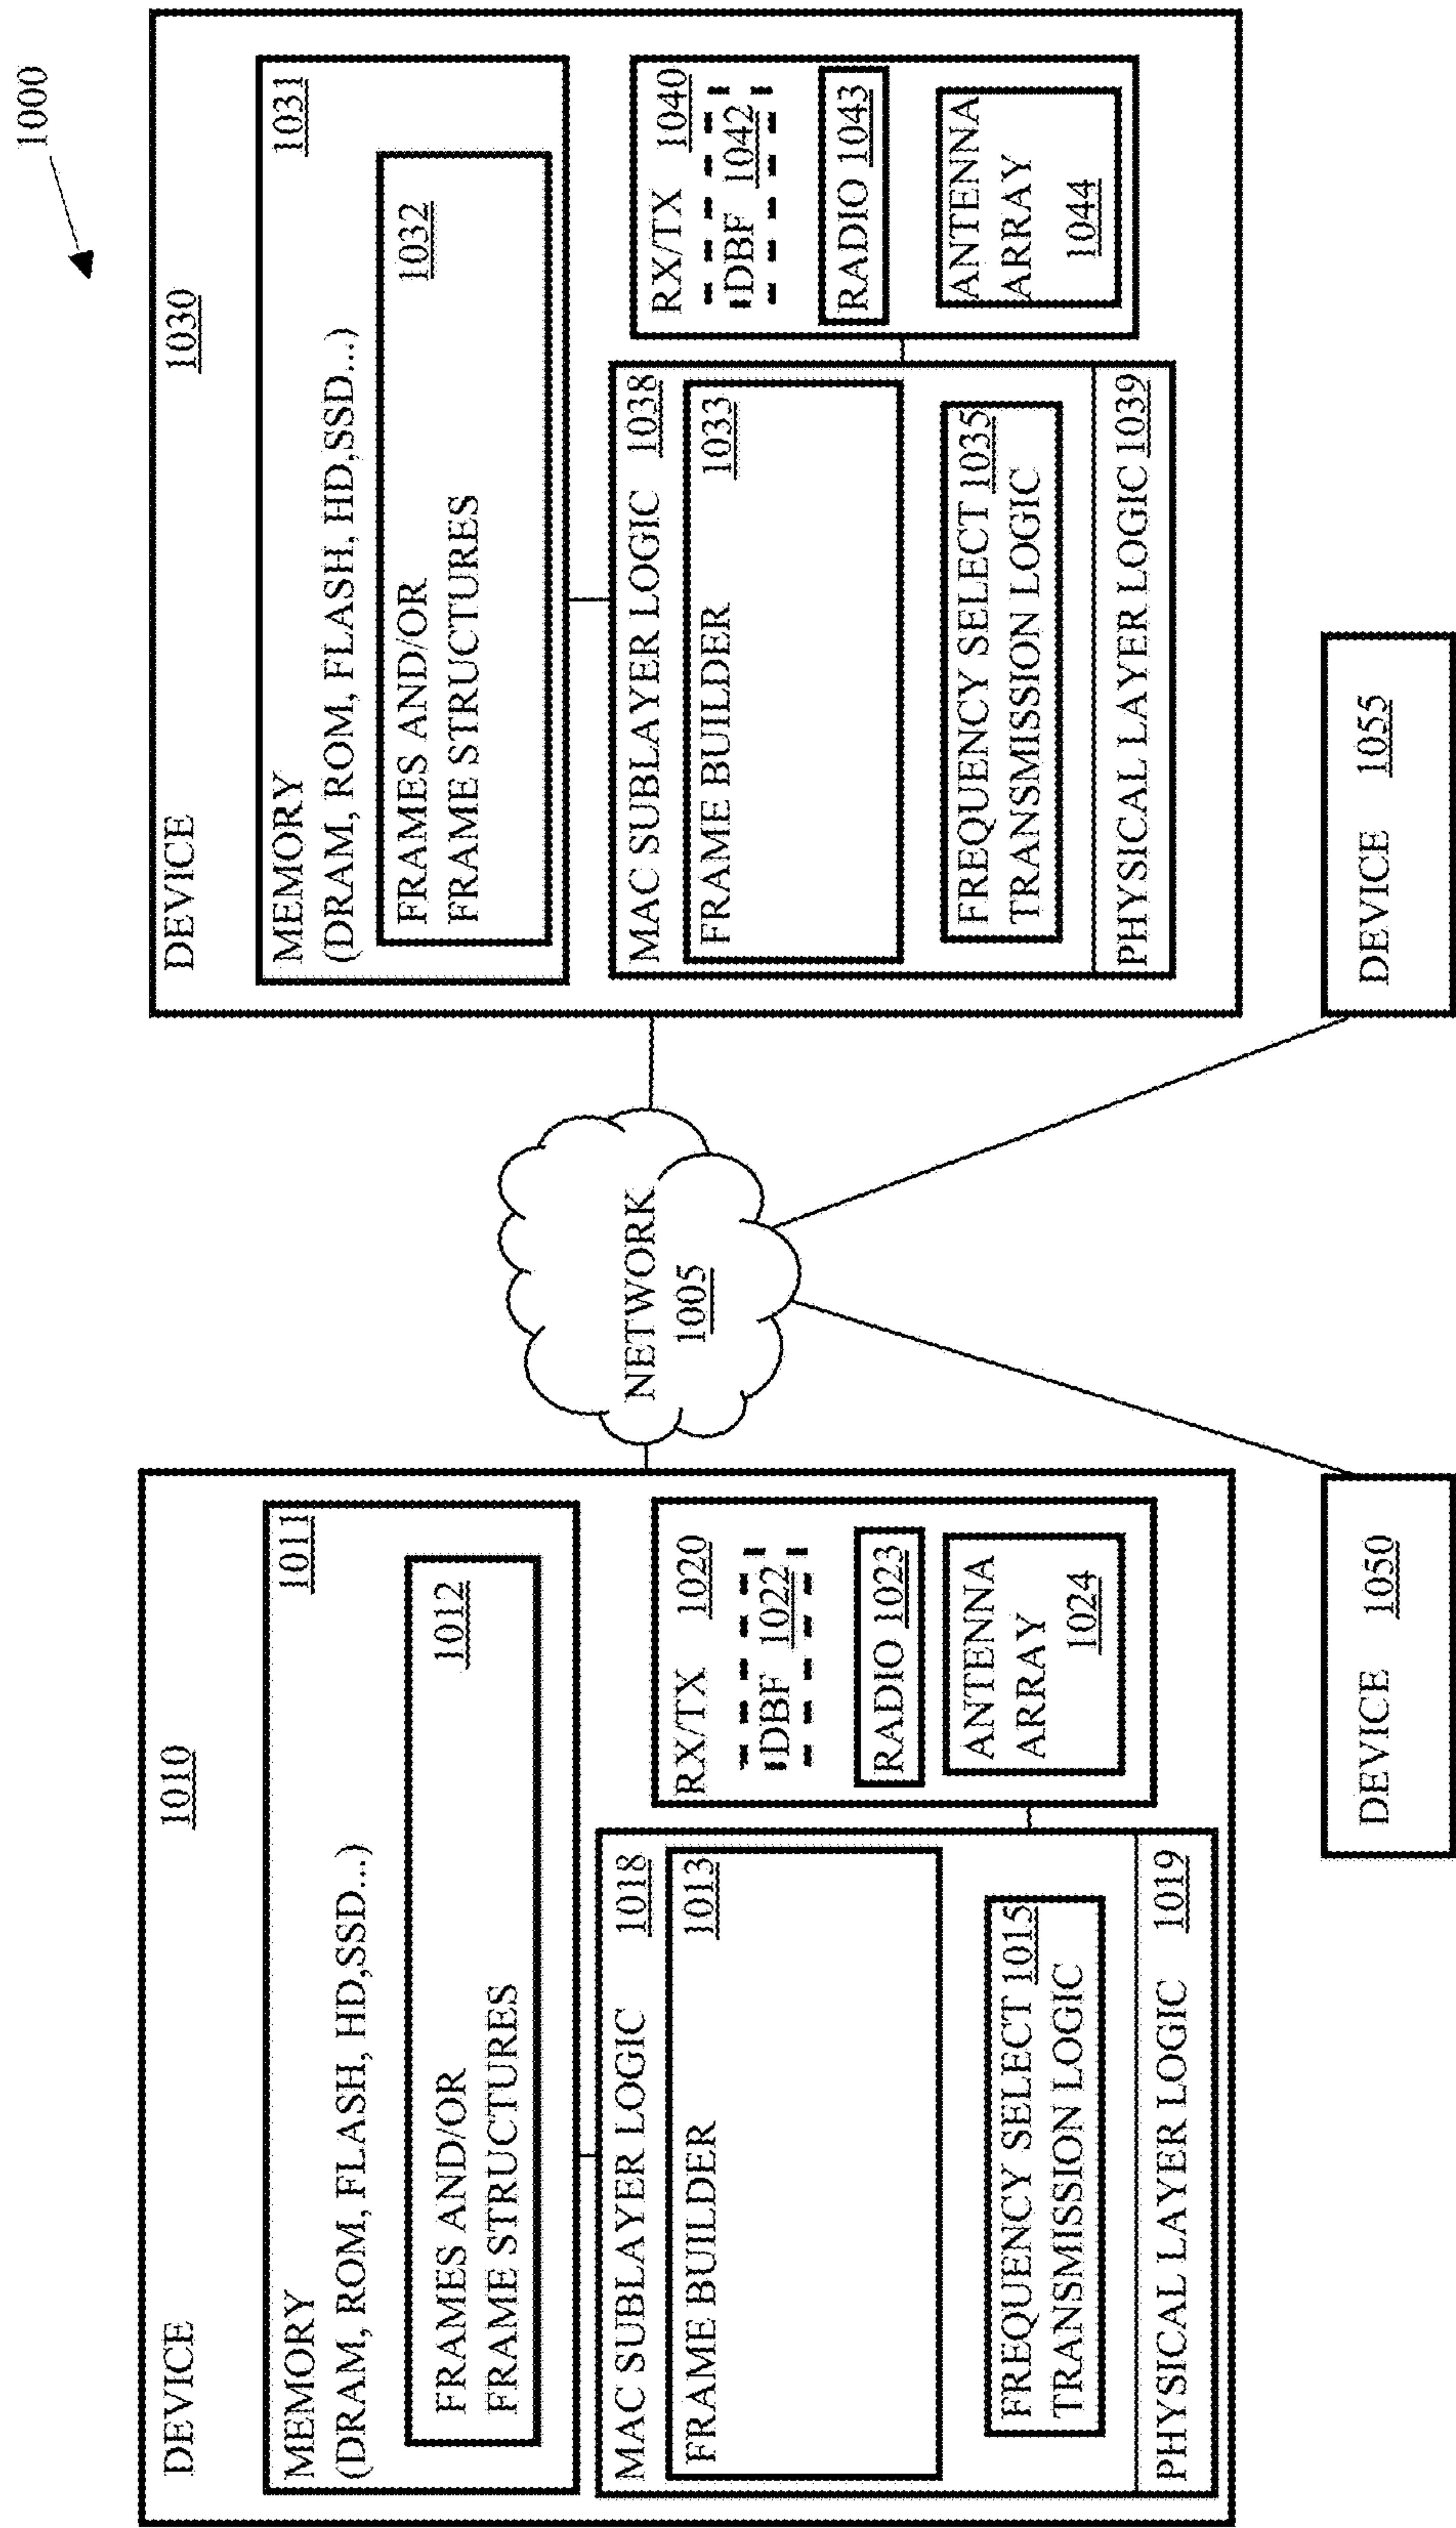 1000
DEVICE 1010
MEMORY 1011
(DRAM, ROM, FLASH, HD,SSD...)
FRAMES AND/OR 1012
FRAME STRUCTURES
MAC SUBLAYER LOGIC 1018
FRAME BUILDER 1013
FREQUENCY SELECT 1015
TRANSMISSION LOGIC
PHYSICAL LAYER LOGIC 1019
RX/TX 1020
DBF 1022
RADIO 1023
ANTENNA
ARRAY
1024
NETWORK
1005
DEVICE 1030
MEMORY 1031
(DRAM, ROM, FLASH, HD,SSD...)
FRAMES AND/OR 1032
FRAME STRUCTURES
MAC SUBLAYER LOGIC 1038
FRAME BUILDER 1033
FREQUENCY SELECT 1035
TRANSMISSION LOGIC
PHYSICAL LAYER LOGIC 1039
RX/TX 1040
DBF 1042
RADIO 1043
ANTENNA
ARRAY
1044
DEVICE 1050
DEVICE 1055